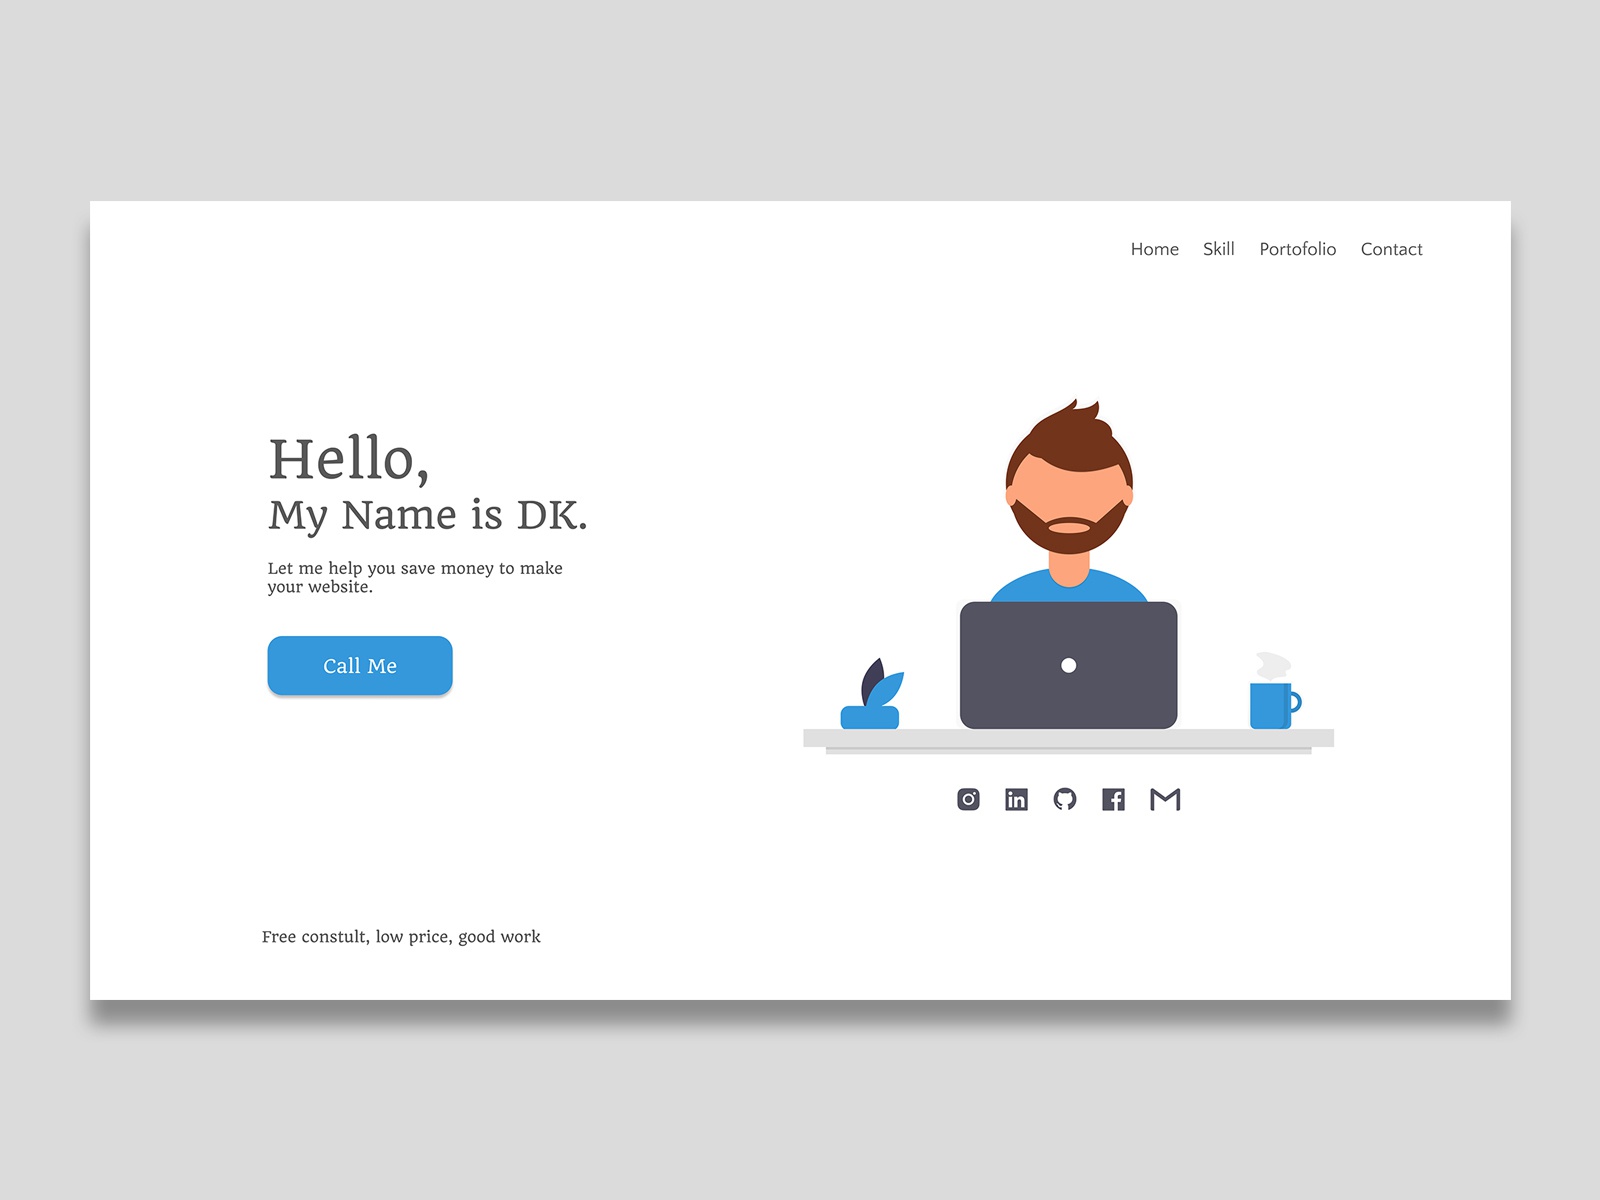 Home Skill Portofolio Contact
Hello,
My Name is DK.
Let me help you save money to make
your website.
Call Me
Free constult, low price, good work